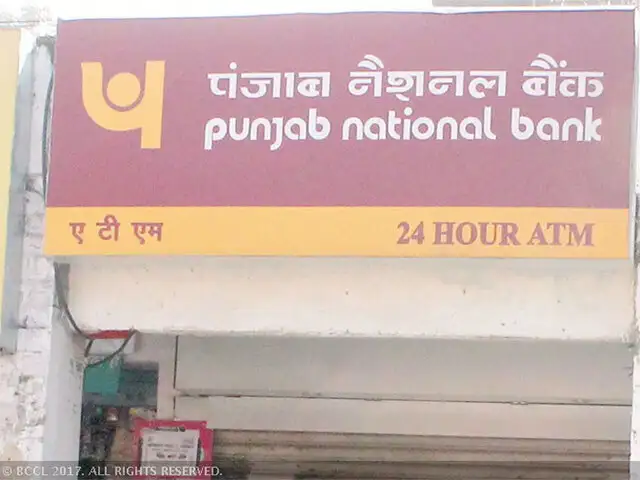 पंजाब नैशनल बैंक
punjab national bank
ए टी एम 24 HOUR ATM
© BCCL 2017. ALL RIGHTS RESERVED.